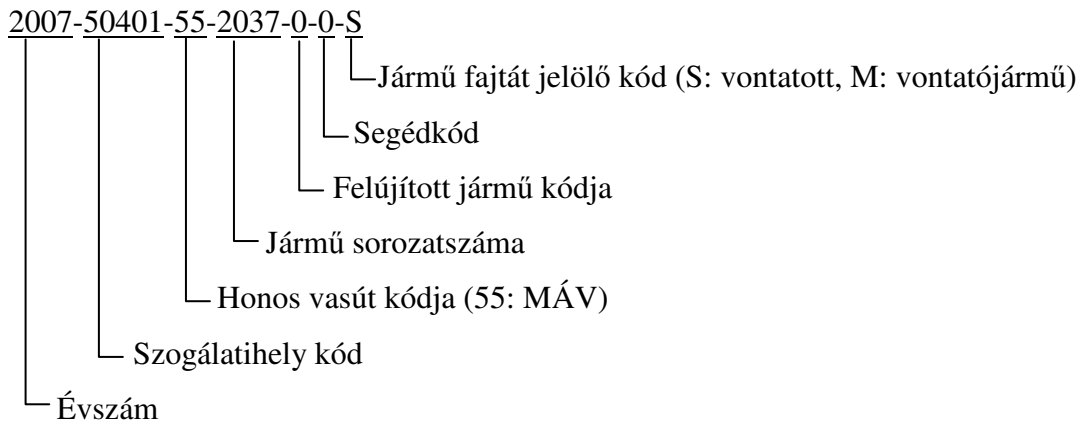 2007-50401-55-2037-0-0-S
Jármű fajtát jelölő kód (S: vontatott, M: vontatójármű)
Segédkód
Felújított jármű kódja
Jármű sorozatszáma
Honos vasút kódja (55: MÁV)
Szogálatihely kód
Évszám